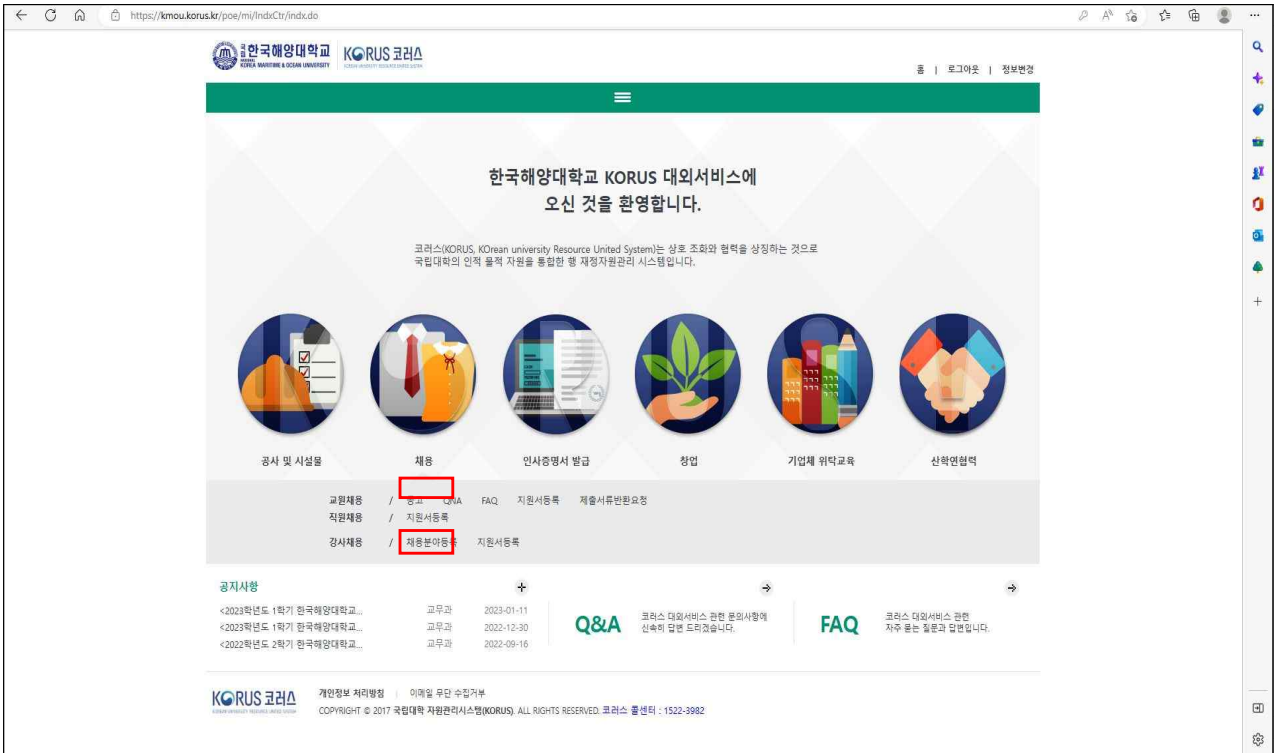 https://kmou.korus.kr/poe/mi/IndxCtr/indx.do
국립 한국해양대학교
KOREA MARITIME & OCEAN UNIVERSITY
KORUS 코러스
홈 | 로그아웃 | 정보변경
한국해양대학교 KORUS 대외서비스에
오신 것을 환영합니다.
코러스(KORUS, KOrean university Resource United System)는 상호 조화와 협력을 상징하는 것으로
국립대학의 인적 물적 자원을 통합한 행 재정자원관리 시스템입니다.
공사 및 시설물 채용 인사증명서 발급 창업 기업체 위탁교육 산학연협력
교원채용 / 공고 QNA FAQ 지원서등록 제출서류반환요청
직원채용 / 지원서등록
강사채용 / 채용분야등록 지원서등록
공지사항
<2023학년도 1학기 한국해양대학교... 교무과 2023-01-11
<2023학년도 1학기 한국해양대학교... 교무과 2022-12-30
<2022학년도 2학기 한국해양대학교... 교무과 2022-09-16
Q&A
코러스 대외서비스 관련 문의사항에
신속히 답변 드리겠습니다.
FAQ
코러스 대외서비스 관련
자주 묻는 질문과 답변입니다.
KORUS 코러스
개인정보 처리방침 | 이메일 무단 수집거부
COPYRIGHT © 2017 국립대학 자원관리시스템(KORUS). ALL RIGHTS RESERVED. 코러스 콜센터 : 1522-3982